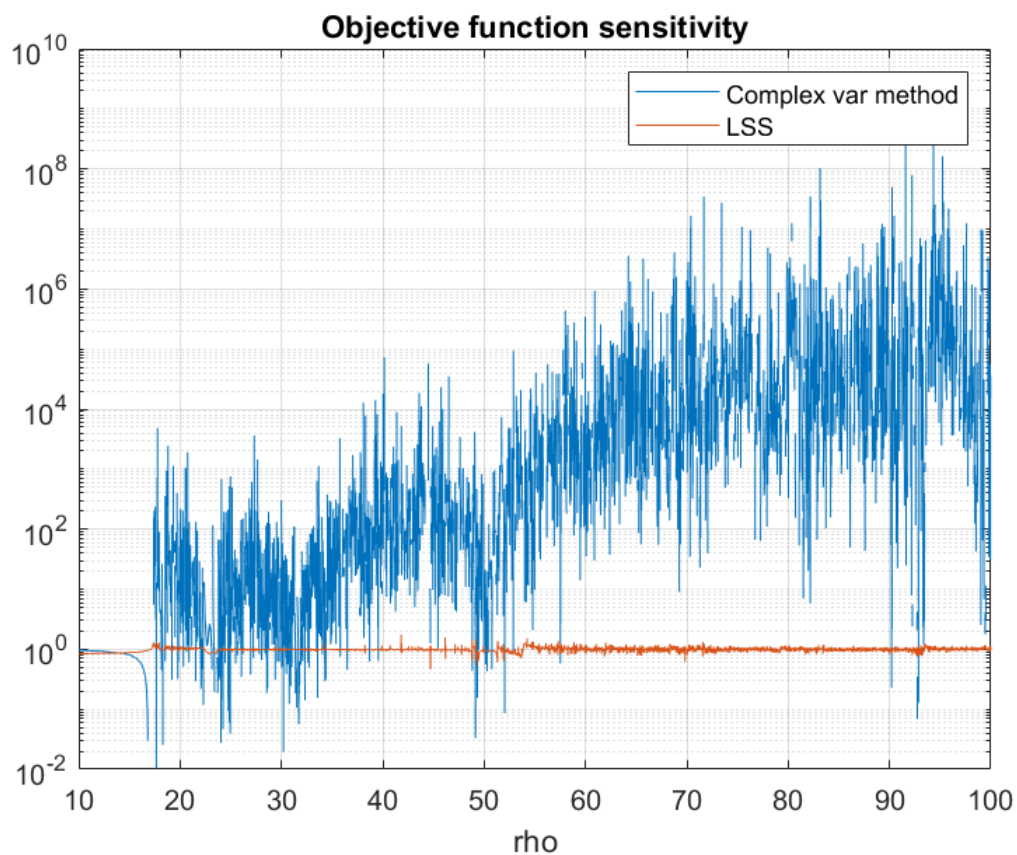 Objective function sensitivity
10^10
10^8
10^6
10^4
10^2
10^0
10^-2
Complex var method
LSS
10 20 30 40 50 60 70 80 90 100
rho